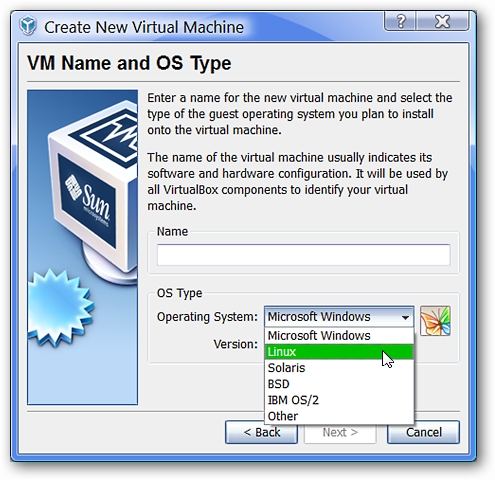 Create New Virtual Machine
VM Name and OS Type
Enter a name for the new virtual machine and select the
type of the guest operating system you plan to install
onto the virtual machine.
The name of the virtual machine usually indicates its
software and hardware configuration. It will be used by
all VirtualBox components to identify your virtual
machine.
Sun
microsystems
Name
OS Type
Operating System: Microsoft Windows
Version:
Microsoft Windows
Linux
Solaris
BSD
IBM OS/2
Other
< Back Next > Cancel